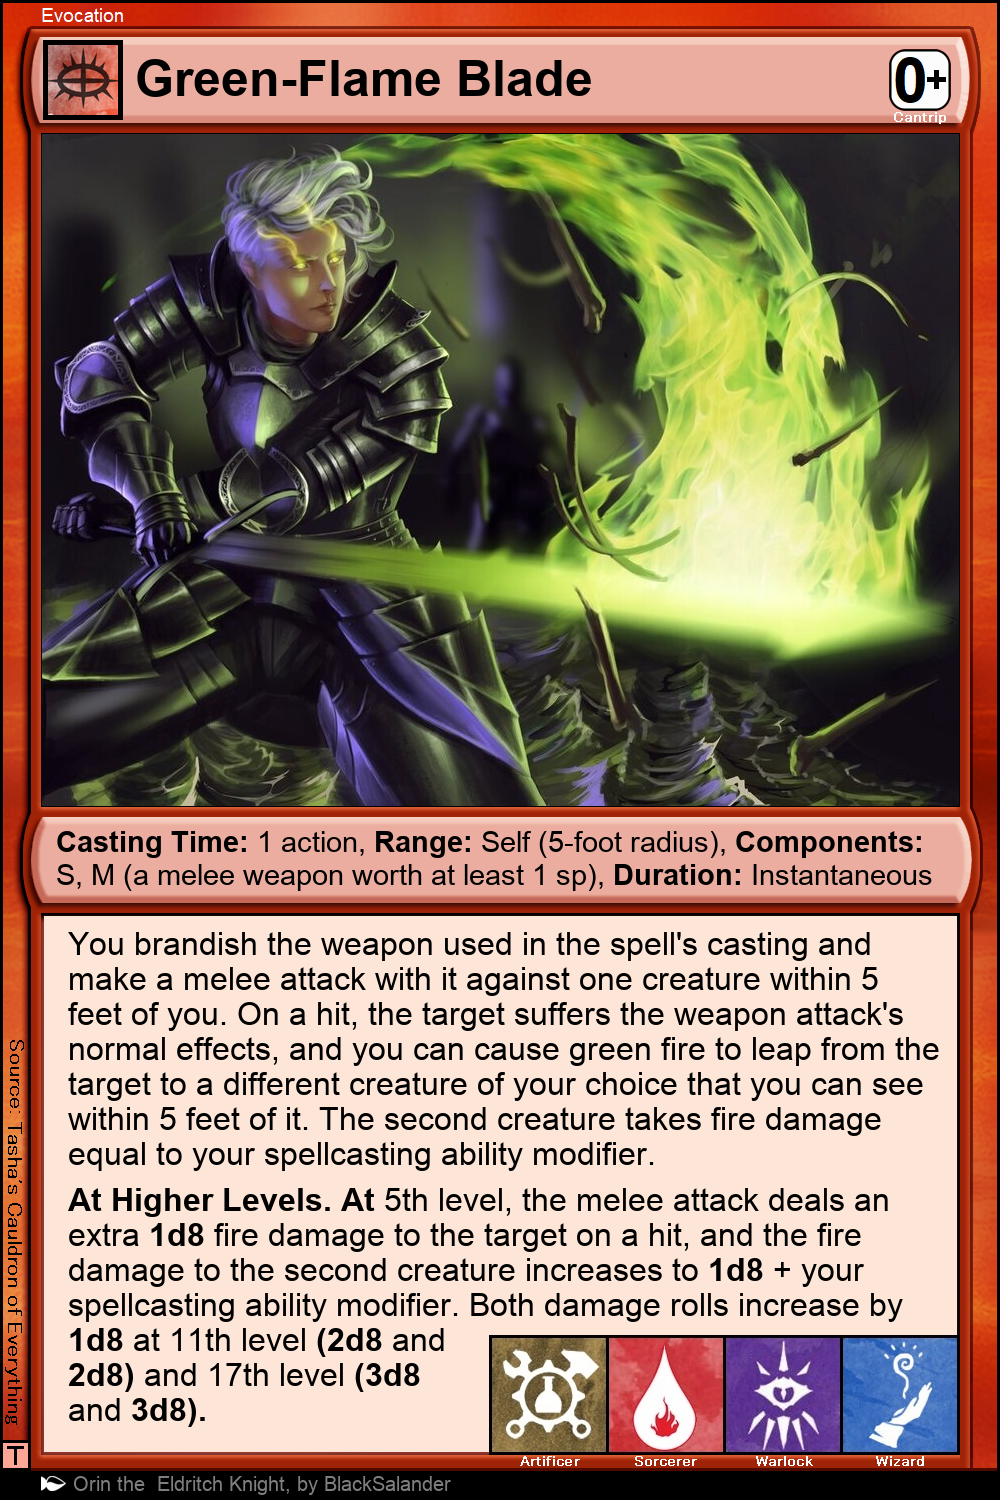 Evocation
Green-Flame Blade
0+
Cantrip
Casting Time: 1 action, Range: Self (5-foot radius), Components:
S, M (a melee weapon worth at least 1 sp), Duration: Instantaneous
You brandish the weapon used in the spell's casting and
make a melee attack with it against one creature within 5
feet of you. On a hit, the target suffers the weapon attack's
normal effects, and you can cause green fire to leap from the
target to a different creature of your choice that you can see
within 5 feet of it. The second creature takes fire damage
equal to your spellcasting ability modifier.
At Higher Levels. At 5th level, the melee attack deals an
extra 1d8 fire damage to the target on a hit, and the fire
damage to the second creature increases to 1d8 + your
spellcasting ability modifier. Both damage rolls increase by
1d8 at 11th level (2d8 and
2d8) and 17th level (3d8
and 3d8).
Artificer
Sorcerer
Warlock
Wizard
Source: Tasha's Cauldron of Everything
T
Orin the Eldritch Knight, by BlackSalander